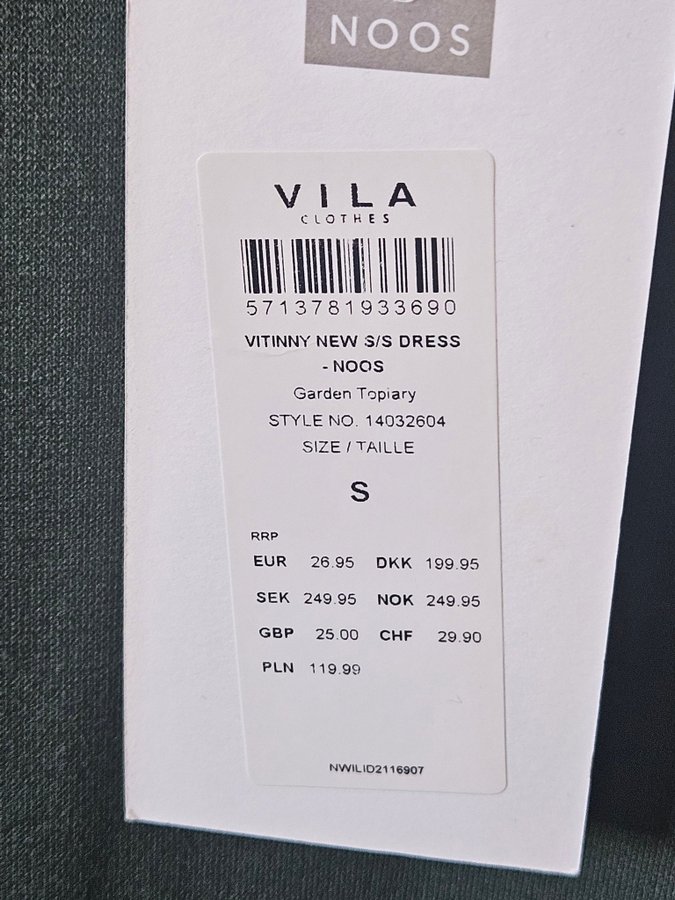 NOOS
VILA
CLOTHES
5713781933690
VITINNY NEW S/S DRESS
- NOOS
Garden Topiary
STYLE NO. 14032604
SIZE / TAILLE
S
RRP
EUR 26.95 DKK 199.95
SEK 249.95 NOK 249.95
GBP 25.00 CHF 29.90
PLN 119.99
NWILID2116907